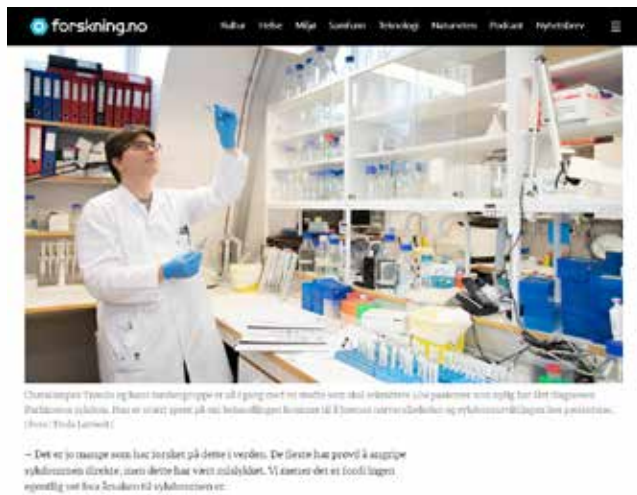 forskning.no
Kultur Helse Miljø Samfunn Teknologi Naturviten Podcast Nyhetsbrev
og hans forskergruppe er nå i gang med en studie som skal rekruttere pasienter som nylig har fått diagnosen
Parkinsons sykdom. Han er svært spent på om behandlingen kommer til å bremse og sykdomsutviklingen hos pasientene.
(Foto:
– Det er jo mange som har forsket på dette i verden. De fleste har prøvd å angripe
sykdommen direkte, men dette har vært mislykket. Vi mener det er fordi ingen
egentlig vet hva årsaken til sykdommen er.